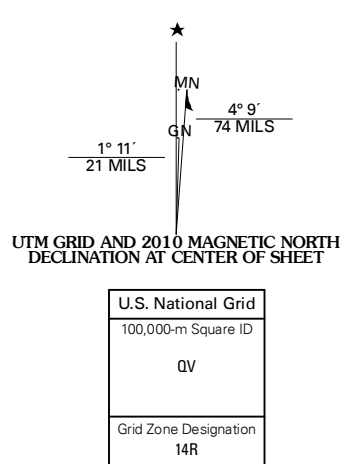 MN
GN
4° 9´
74 MILS
1° 11´
21 MILS
UTM GRID AND 2010 MAGNETIC NORTH
DECLINATION AT CENTER OF SHEET
U.S. National Grid
100,000-m Square ID
QV
Grid Zone Designation
14R